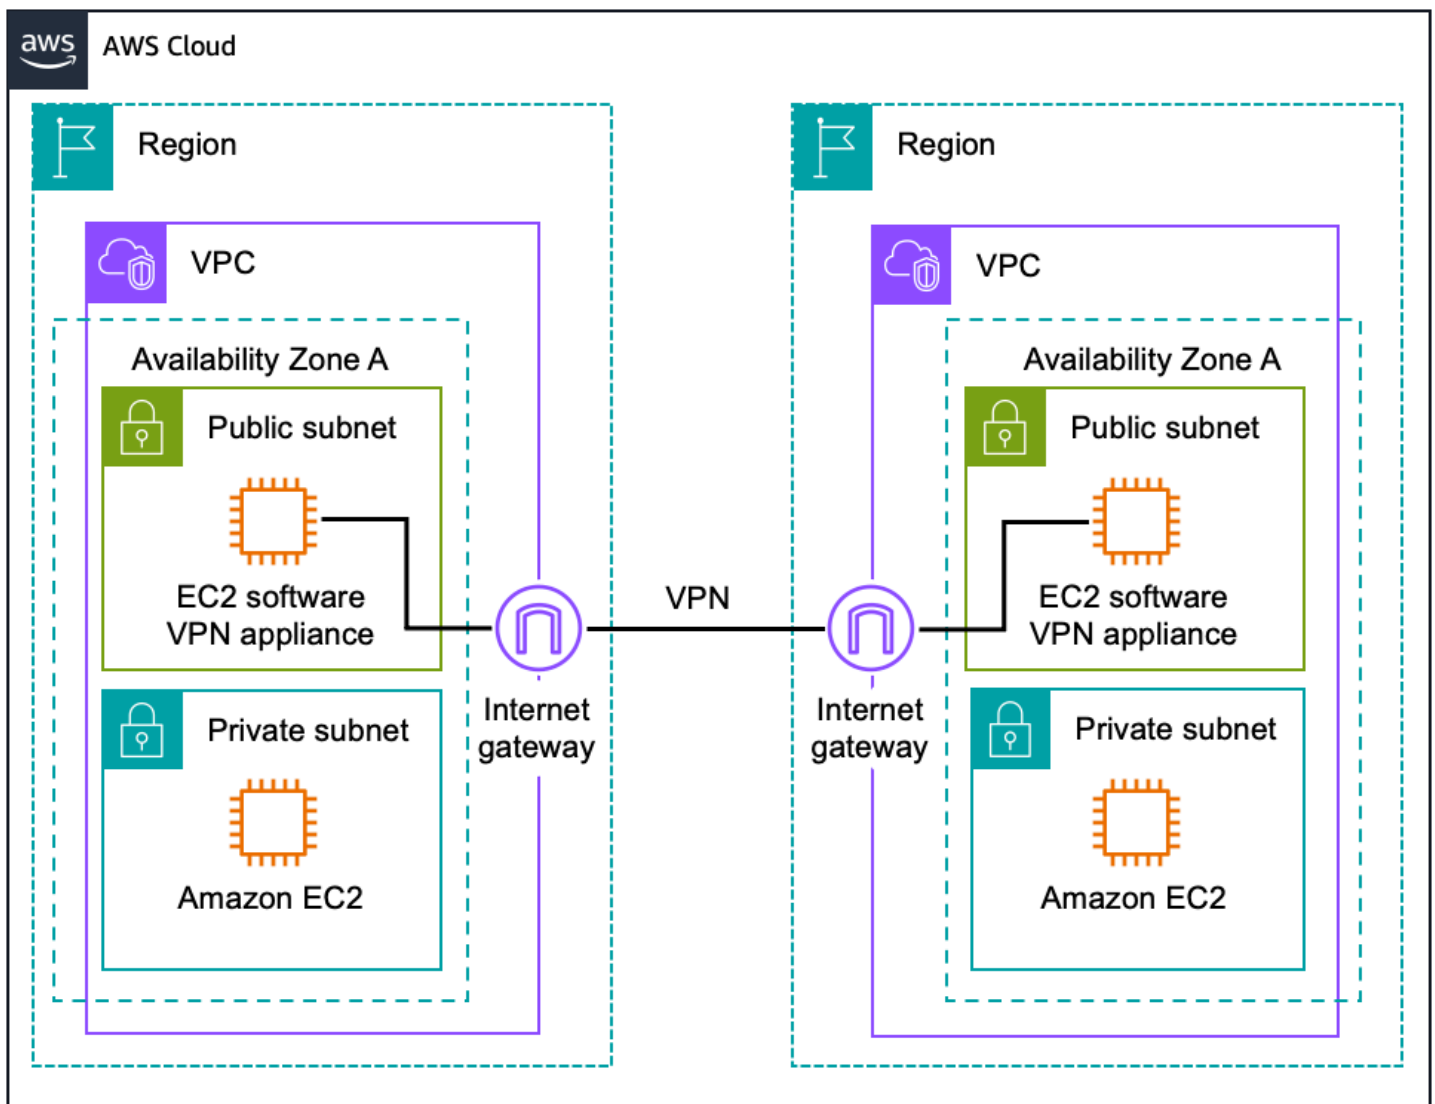 aws
AWS Cloud
Region
VPC
Availability Zone A
Public subnet
EC2 software
VPN appliance
Private subnet
Amazon EC2
Internet
gateway
VPN
Region
VPC
Availability Zone A
Public subnet
EC2 software
VPN appliance
Private subnet
Amazon EC2
Internet
gateway